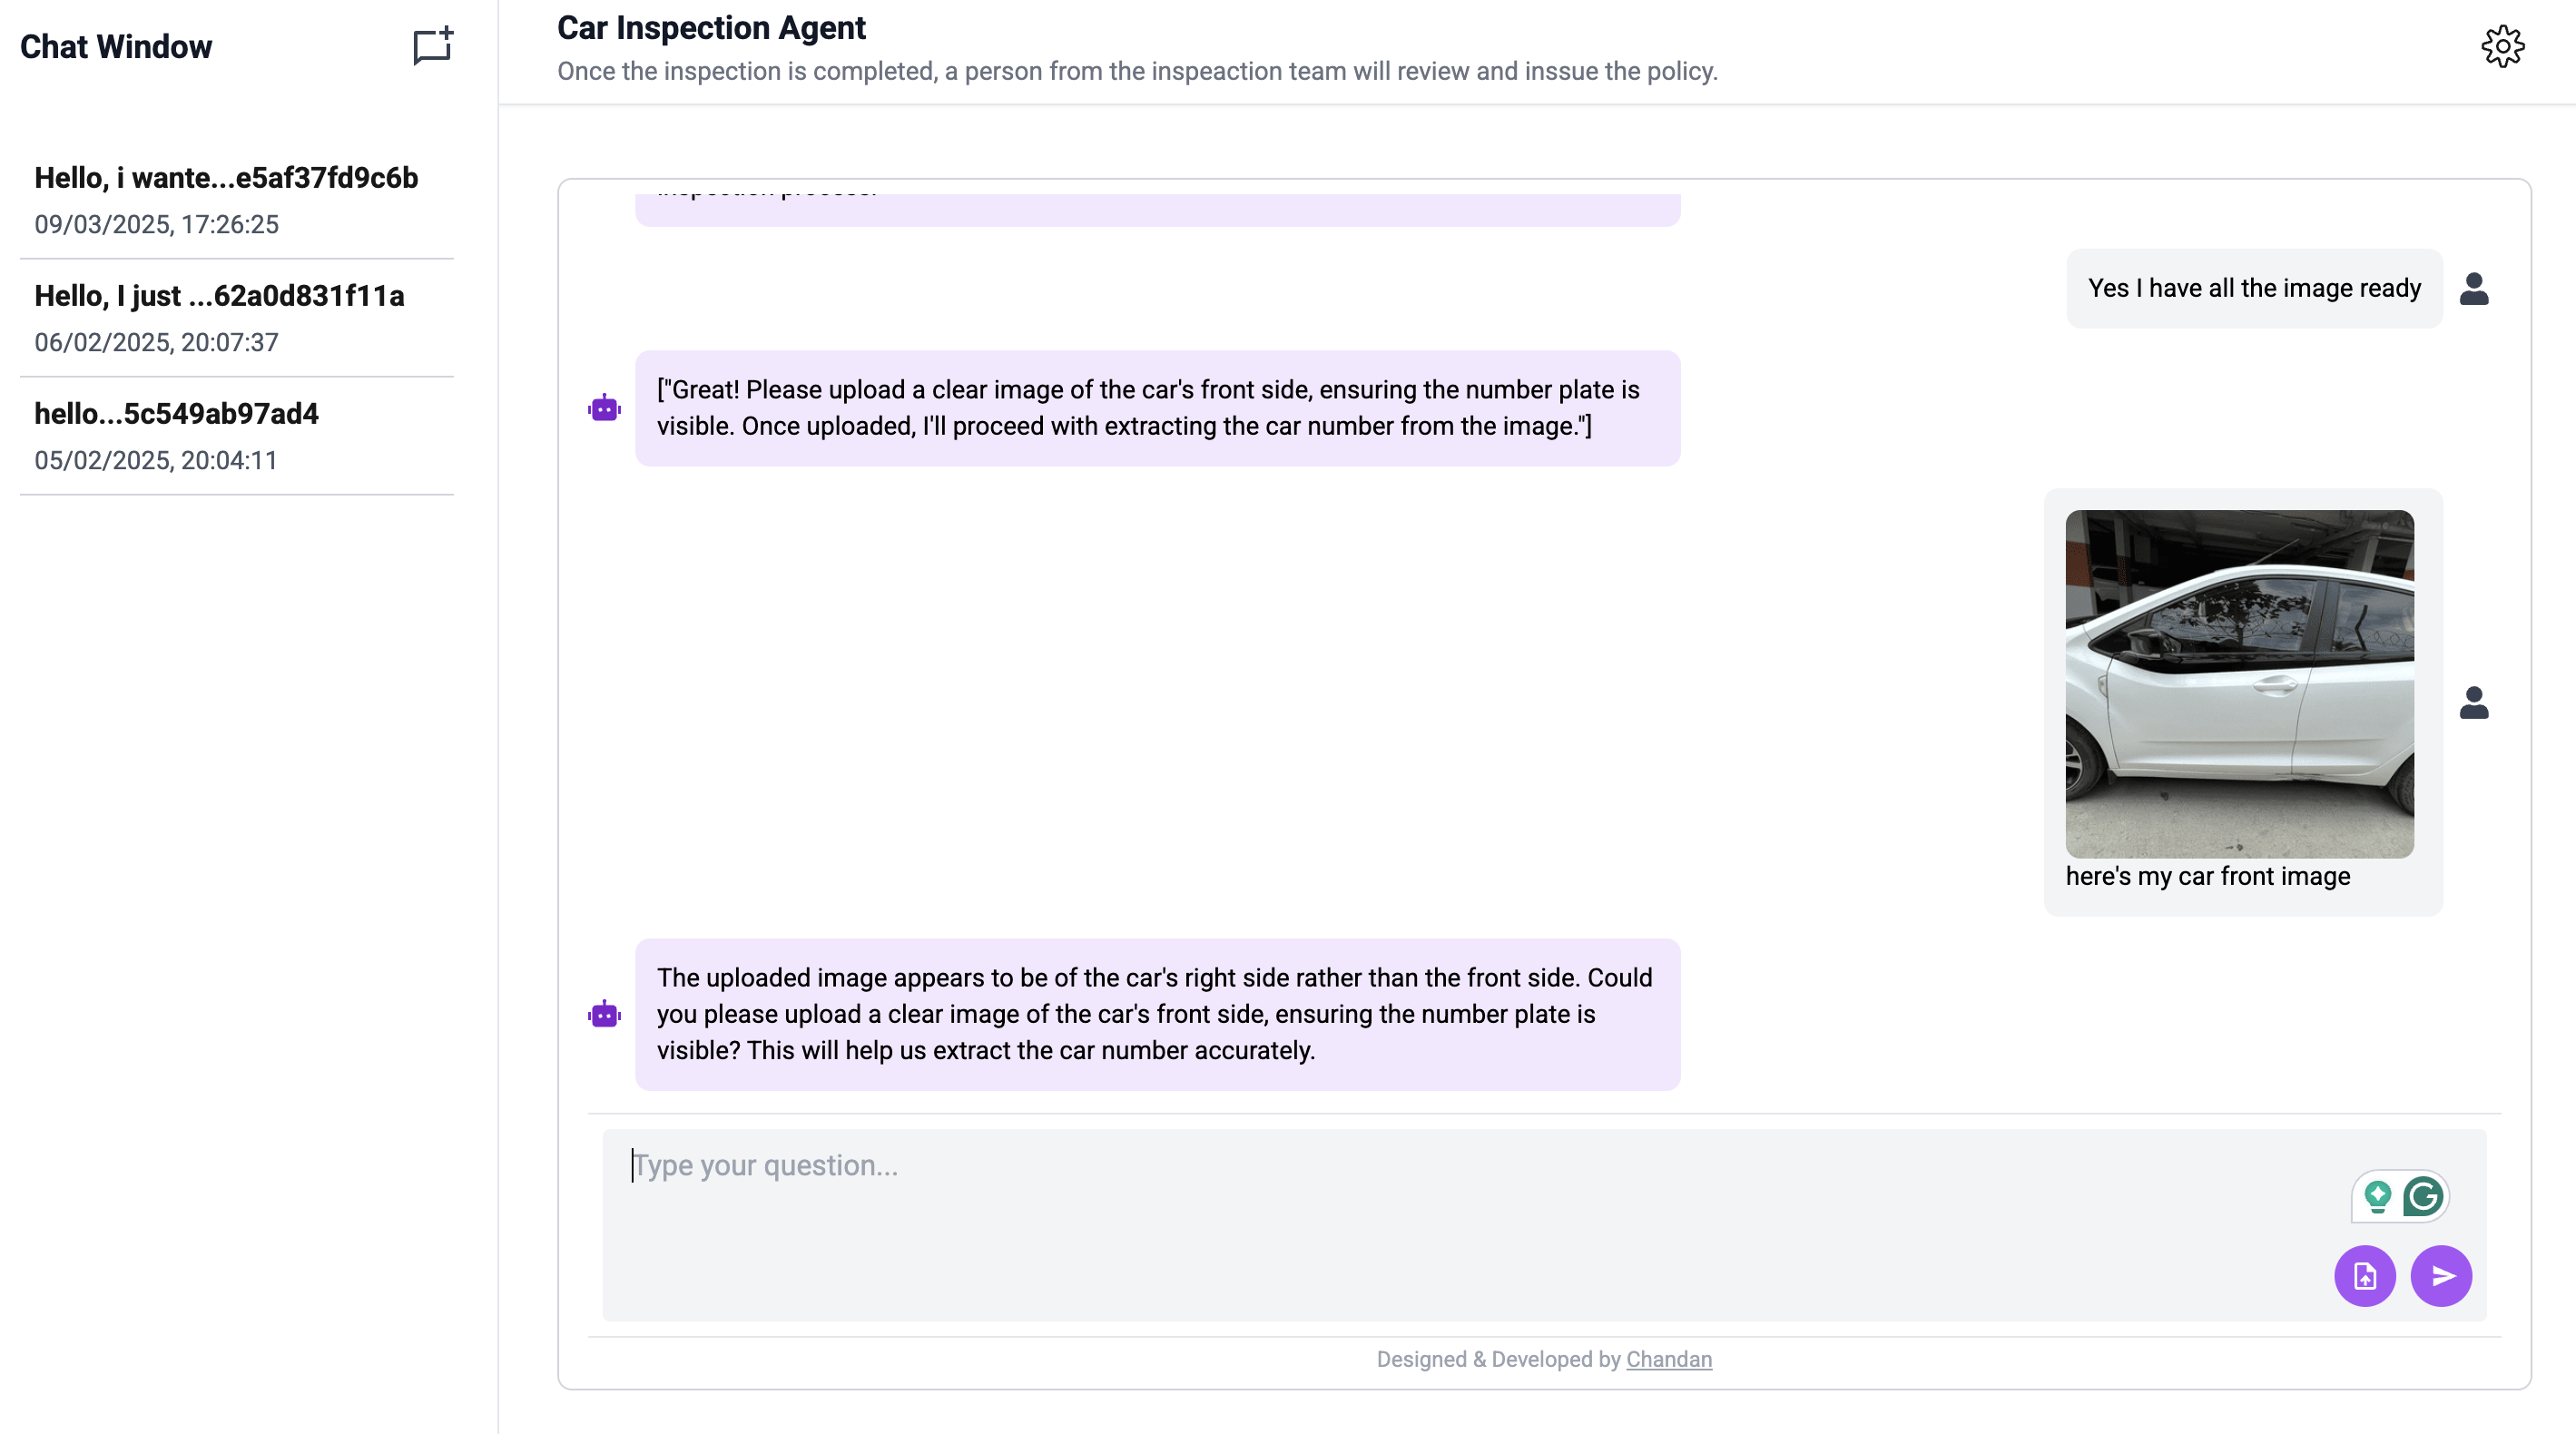 Chat Window
Hello, i wante...e5af37fd9c6b
09/03/2025, 17:26:25
Hello, I just ...62a0d831f11a
06/02/2025, 20:07:37
hello...5c549ab97ad4
05/02/2025, 20:04:11
Car Inspection Agent
Once the inspection is completed, a person from the inspeaction team will review and inssue the policy.
inspection process.
Yes I have all the image ready
["Great! Please upload a clear image of the car's front side, ensuring the number plate is
visible. Once uploaded, I'll proceed with extracting the car number from the image."]
here's my car front image
The uploaded image appears to be of the car's right side rather than the front side. Could
you please upload a clear image of the car's front side, ensuring the number plate is
visible? This will help us extract the car number accurately.
Type your question...
Designed & Developed by Chandan